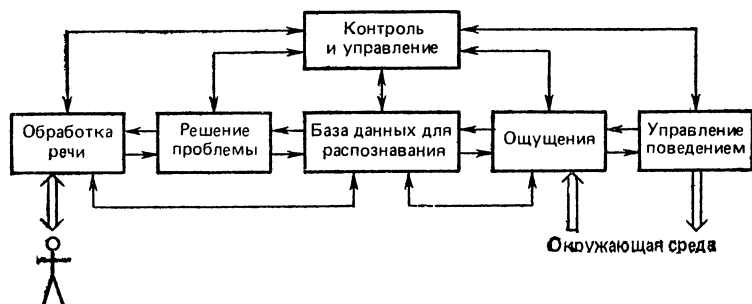 Контроль
и управление
Обработка
речи
Решение
проблемы
База данных для
распознавания
Ощущения
Управление
поведением
Окружающая среда